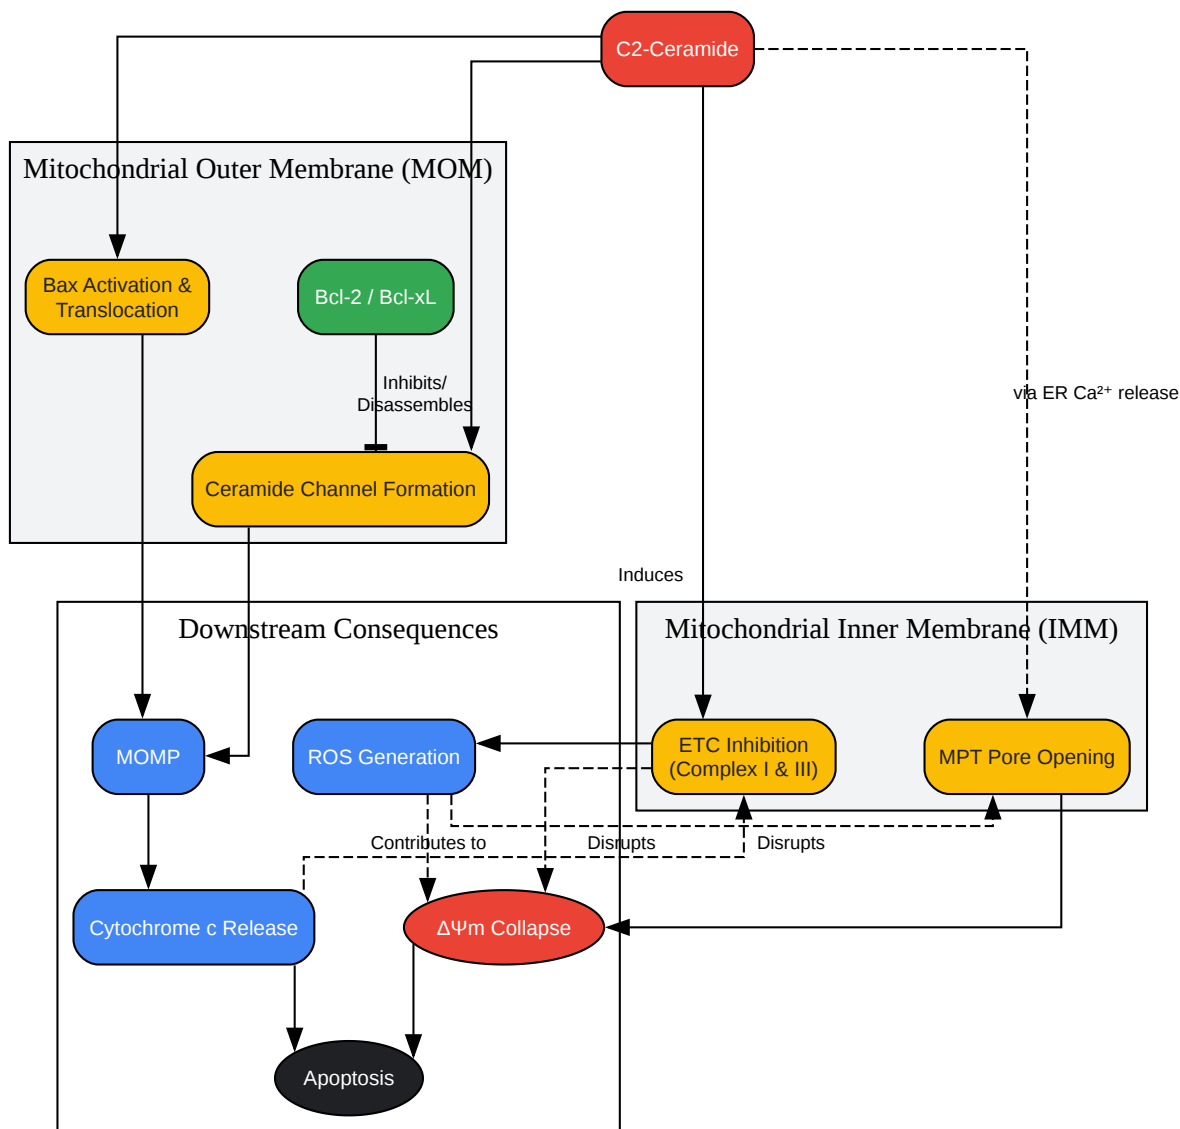 C2-Ceramide
Mitochondrial Outer Membrane (MOM)
Bax Activation &
Translocation
Bcl-2 / Bcl-xL
Inhibits/
Disassembles
via ER Ca²⁺ release
Ceramide Channel Formation
Induces
Downstream Consequences
Mitochondrial Inner Membrane (IMM)
MOMP
ROS Generation
ETC Inhibition
(Complex I & III)
MPT Pore Opening
Contributes to
Disrupts
Disrupts
Cytochrome c Release
ΔΨm Collapse
Apoptosis